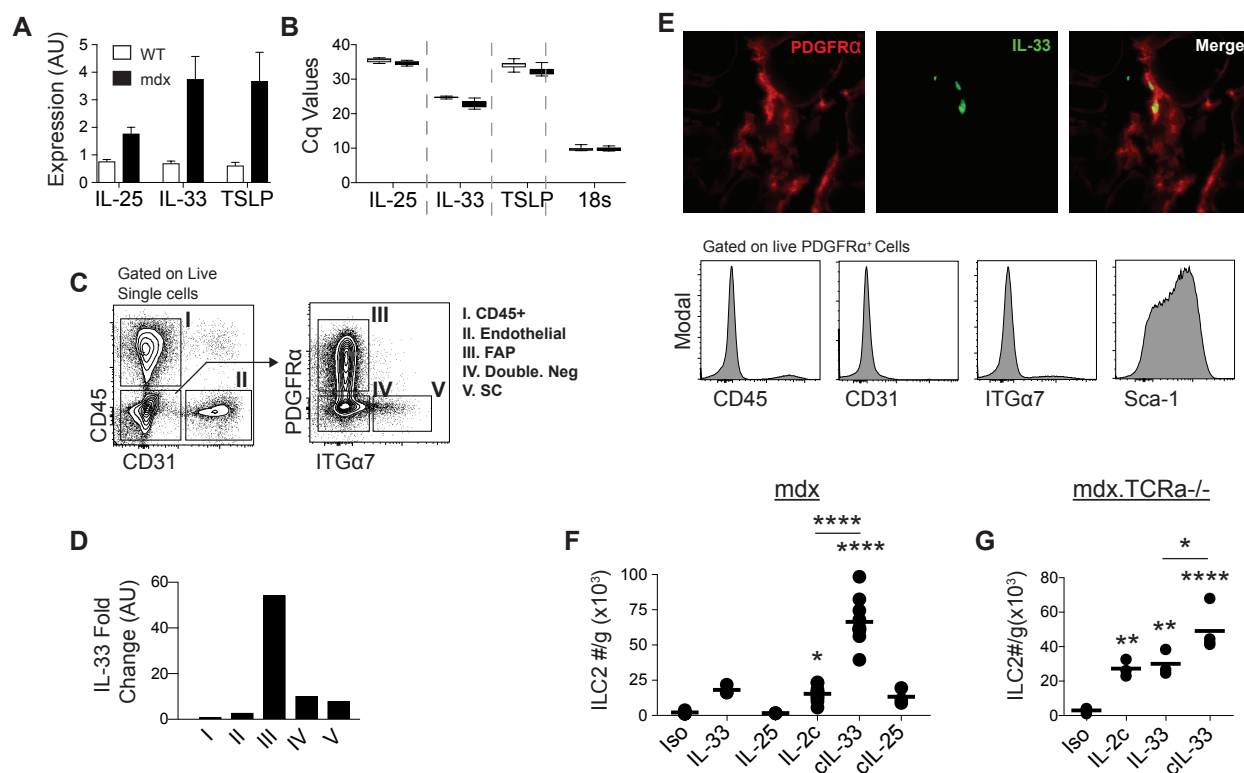 A
Expression (AU)
5
4
3
2
1
0
WT
mdx
IL-25 IL-33 TSLP
B
Cq Values
40
30
20
10
0
IL-25 IL-33 TSLP 18s
C
Gated on Live
Single cells
I
II
CD45
CD31
III
IV
V
PDGFRα
ITGα7
I. CD45+
II. Endothelial
III. FAP
IV. Double. Neg
V. SC
D
IL-33 Fold
Change (AU)
60
40
20
0
I II III IV V
E
PDGFRα
IL-33
Merge
Gated on live PDGFRα+ Cells
Modal
CD45 CD31 ITGα7 Sca-1
F
mdx
****
****
*
ILC2 #/g (x10³)
100
75
50
25
0
Iso IL-33 IL-25 IL-2c cIL-33 cIL-25
G
mdx.TCRa-/-
*
****
** **
ILC2#/g(x10³)
80
60
40
20
0
Iso IL-2c IL-33 cIL-33